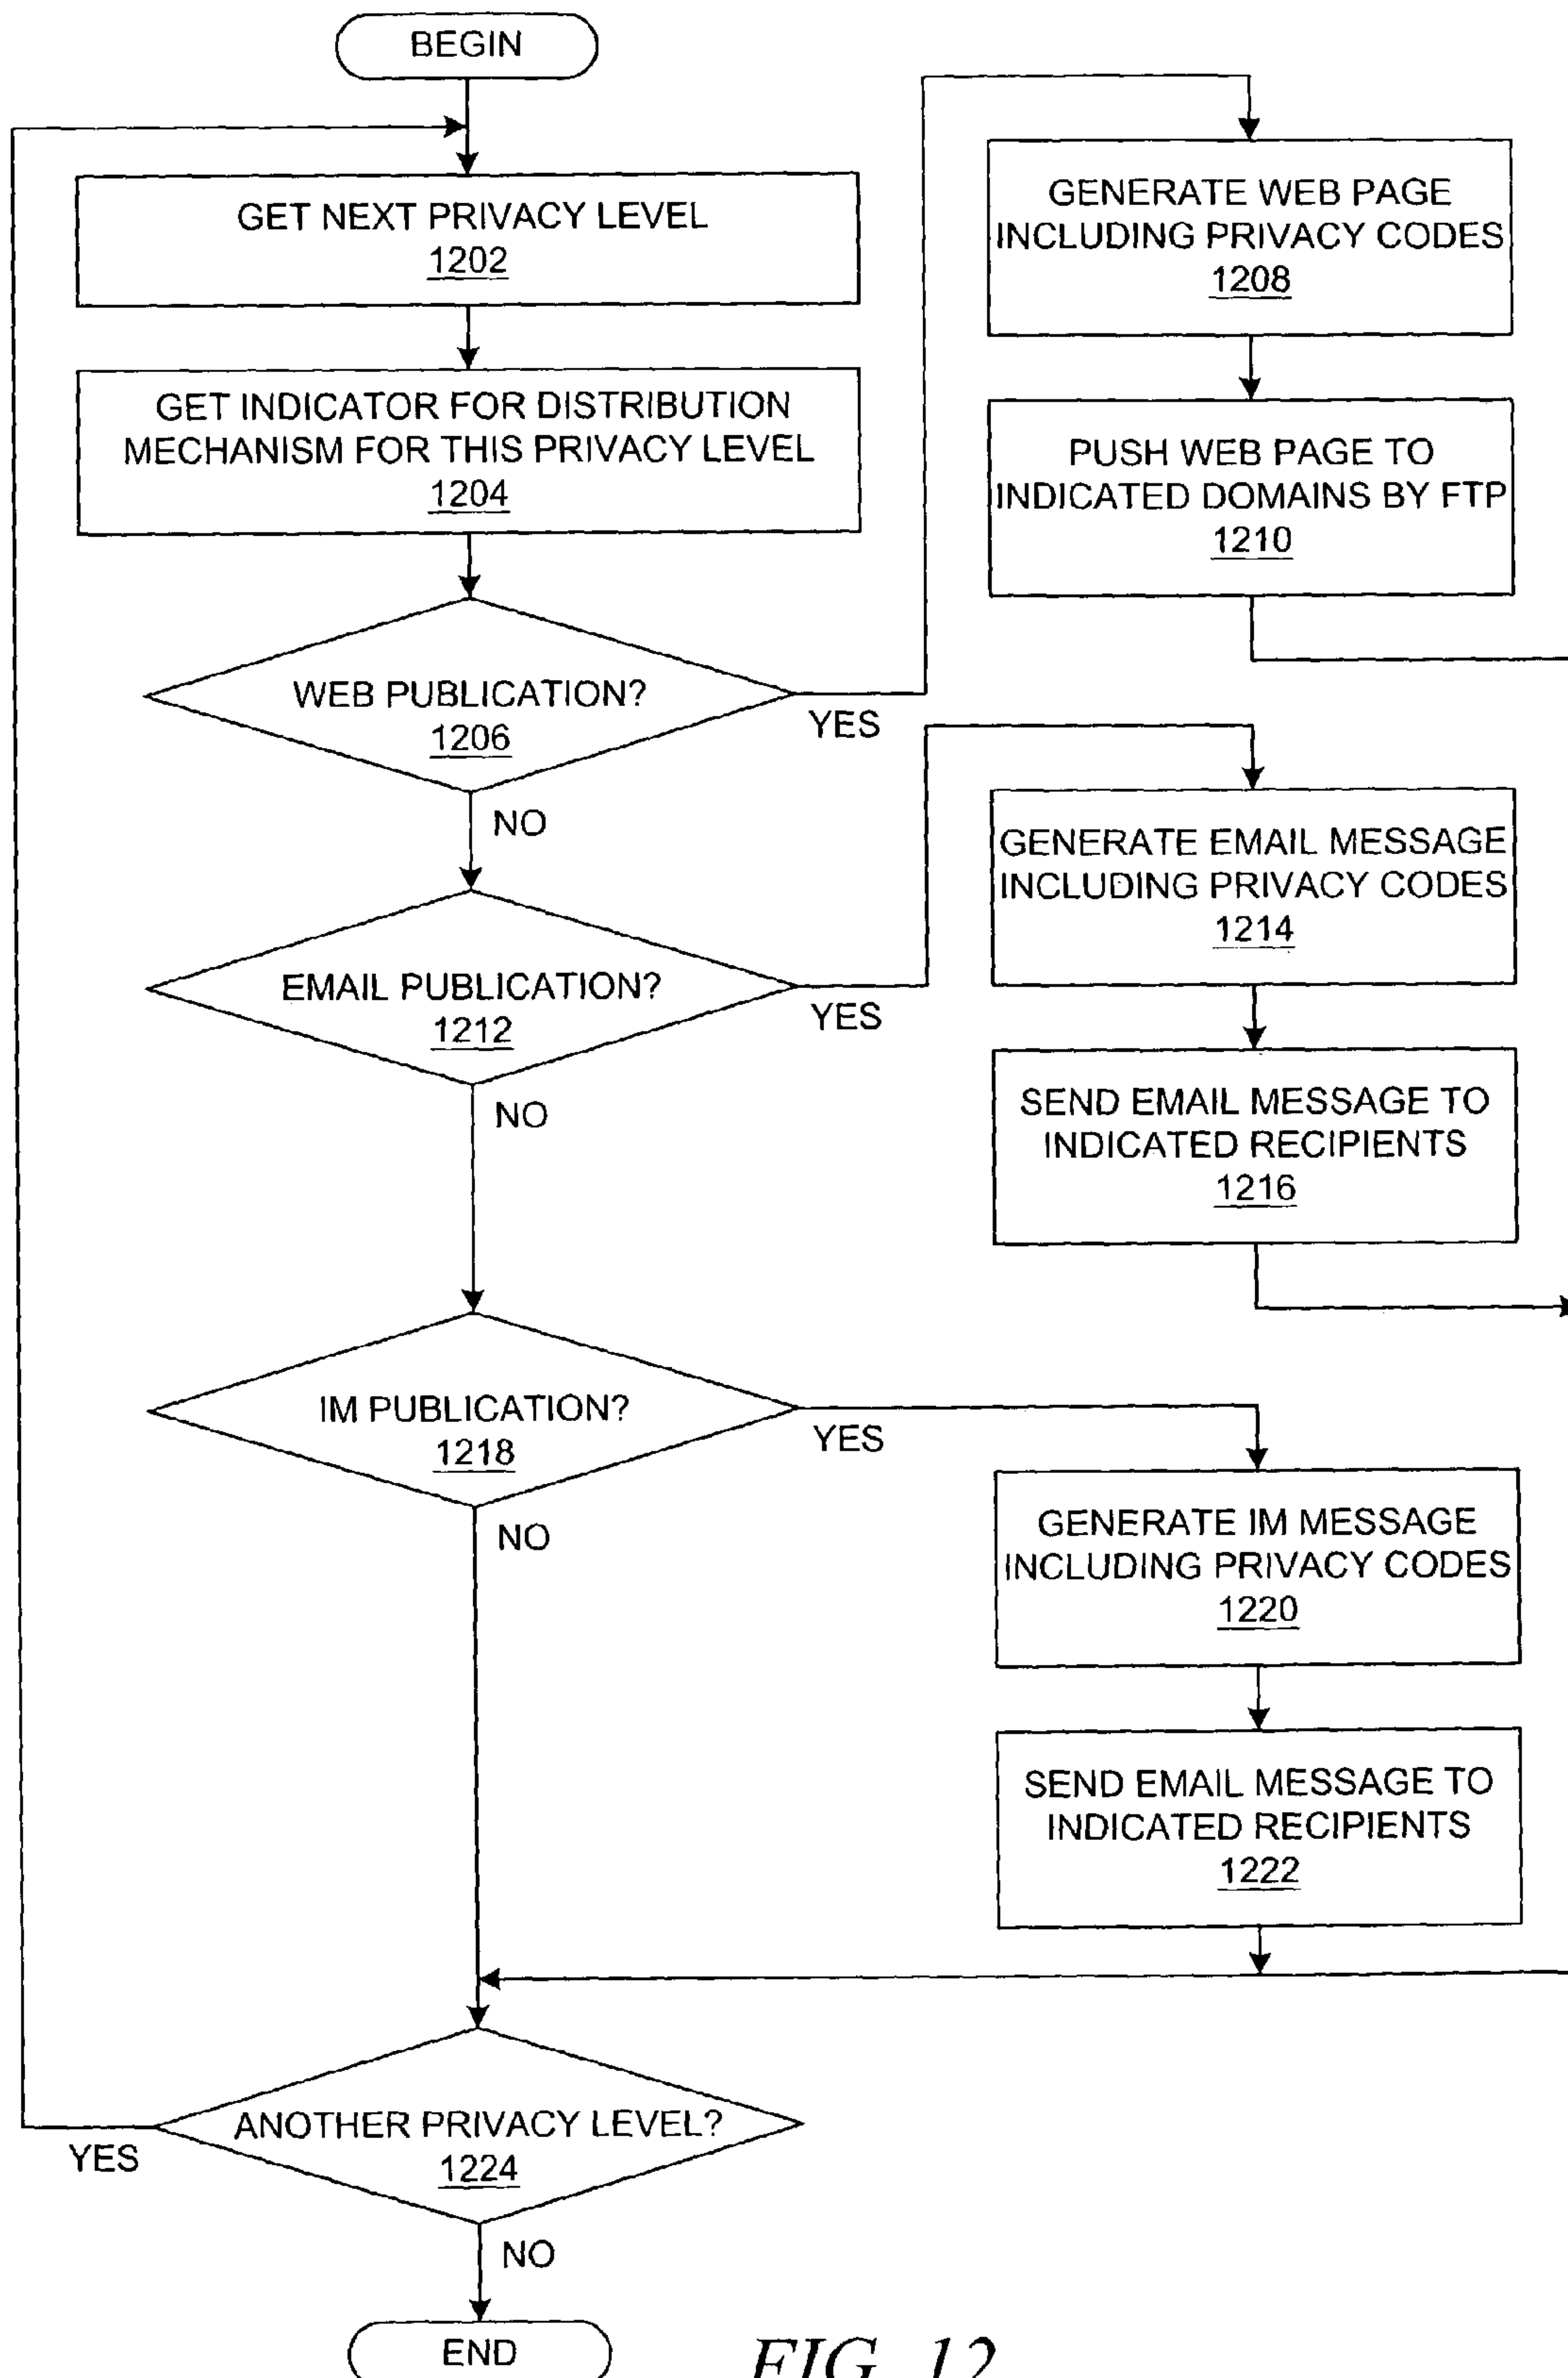 BEGIN
GET NEXT PRIVACY LEVEL
1202
GET INDICATOR FOR DISTRIBUTION
MECHANISM FOR THIS PRIVACY LEVEL
1204
WEB PUBLICATION?
1206
YES
NO
GENERATE WEB PAGE
INCLUDING PRIVACY CODES
1208
PUSH WEB PAGE TO
INDICATED DOMAINS BY FTP
1210
EMAIL PUBLICATION?
1212
YES
NO
GENERATE EMAIL MESSAGE
INCLUDING PRIVACY CODES
1214
SEND EMAIL MESSAGE TO
INDICATED RECIPIENTS
1216
IM PUBLICATION?
1218
YES
NO
GENERATE IM MESSAGE
INCLUDING PRIVACY CODES
1220
SEND EMAIL MESSAGE TO
INDICATED RECIPIENTS
1222
ANOTHER PRIVACY LEVEL?
1224
YES
NO
END
FIG. 12